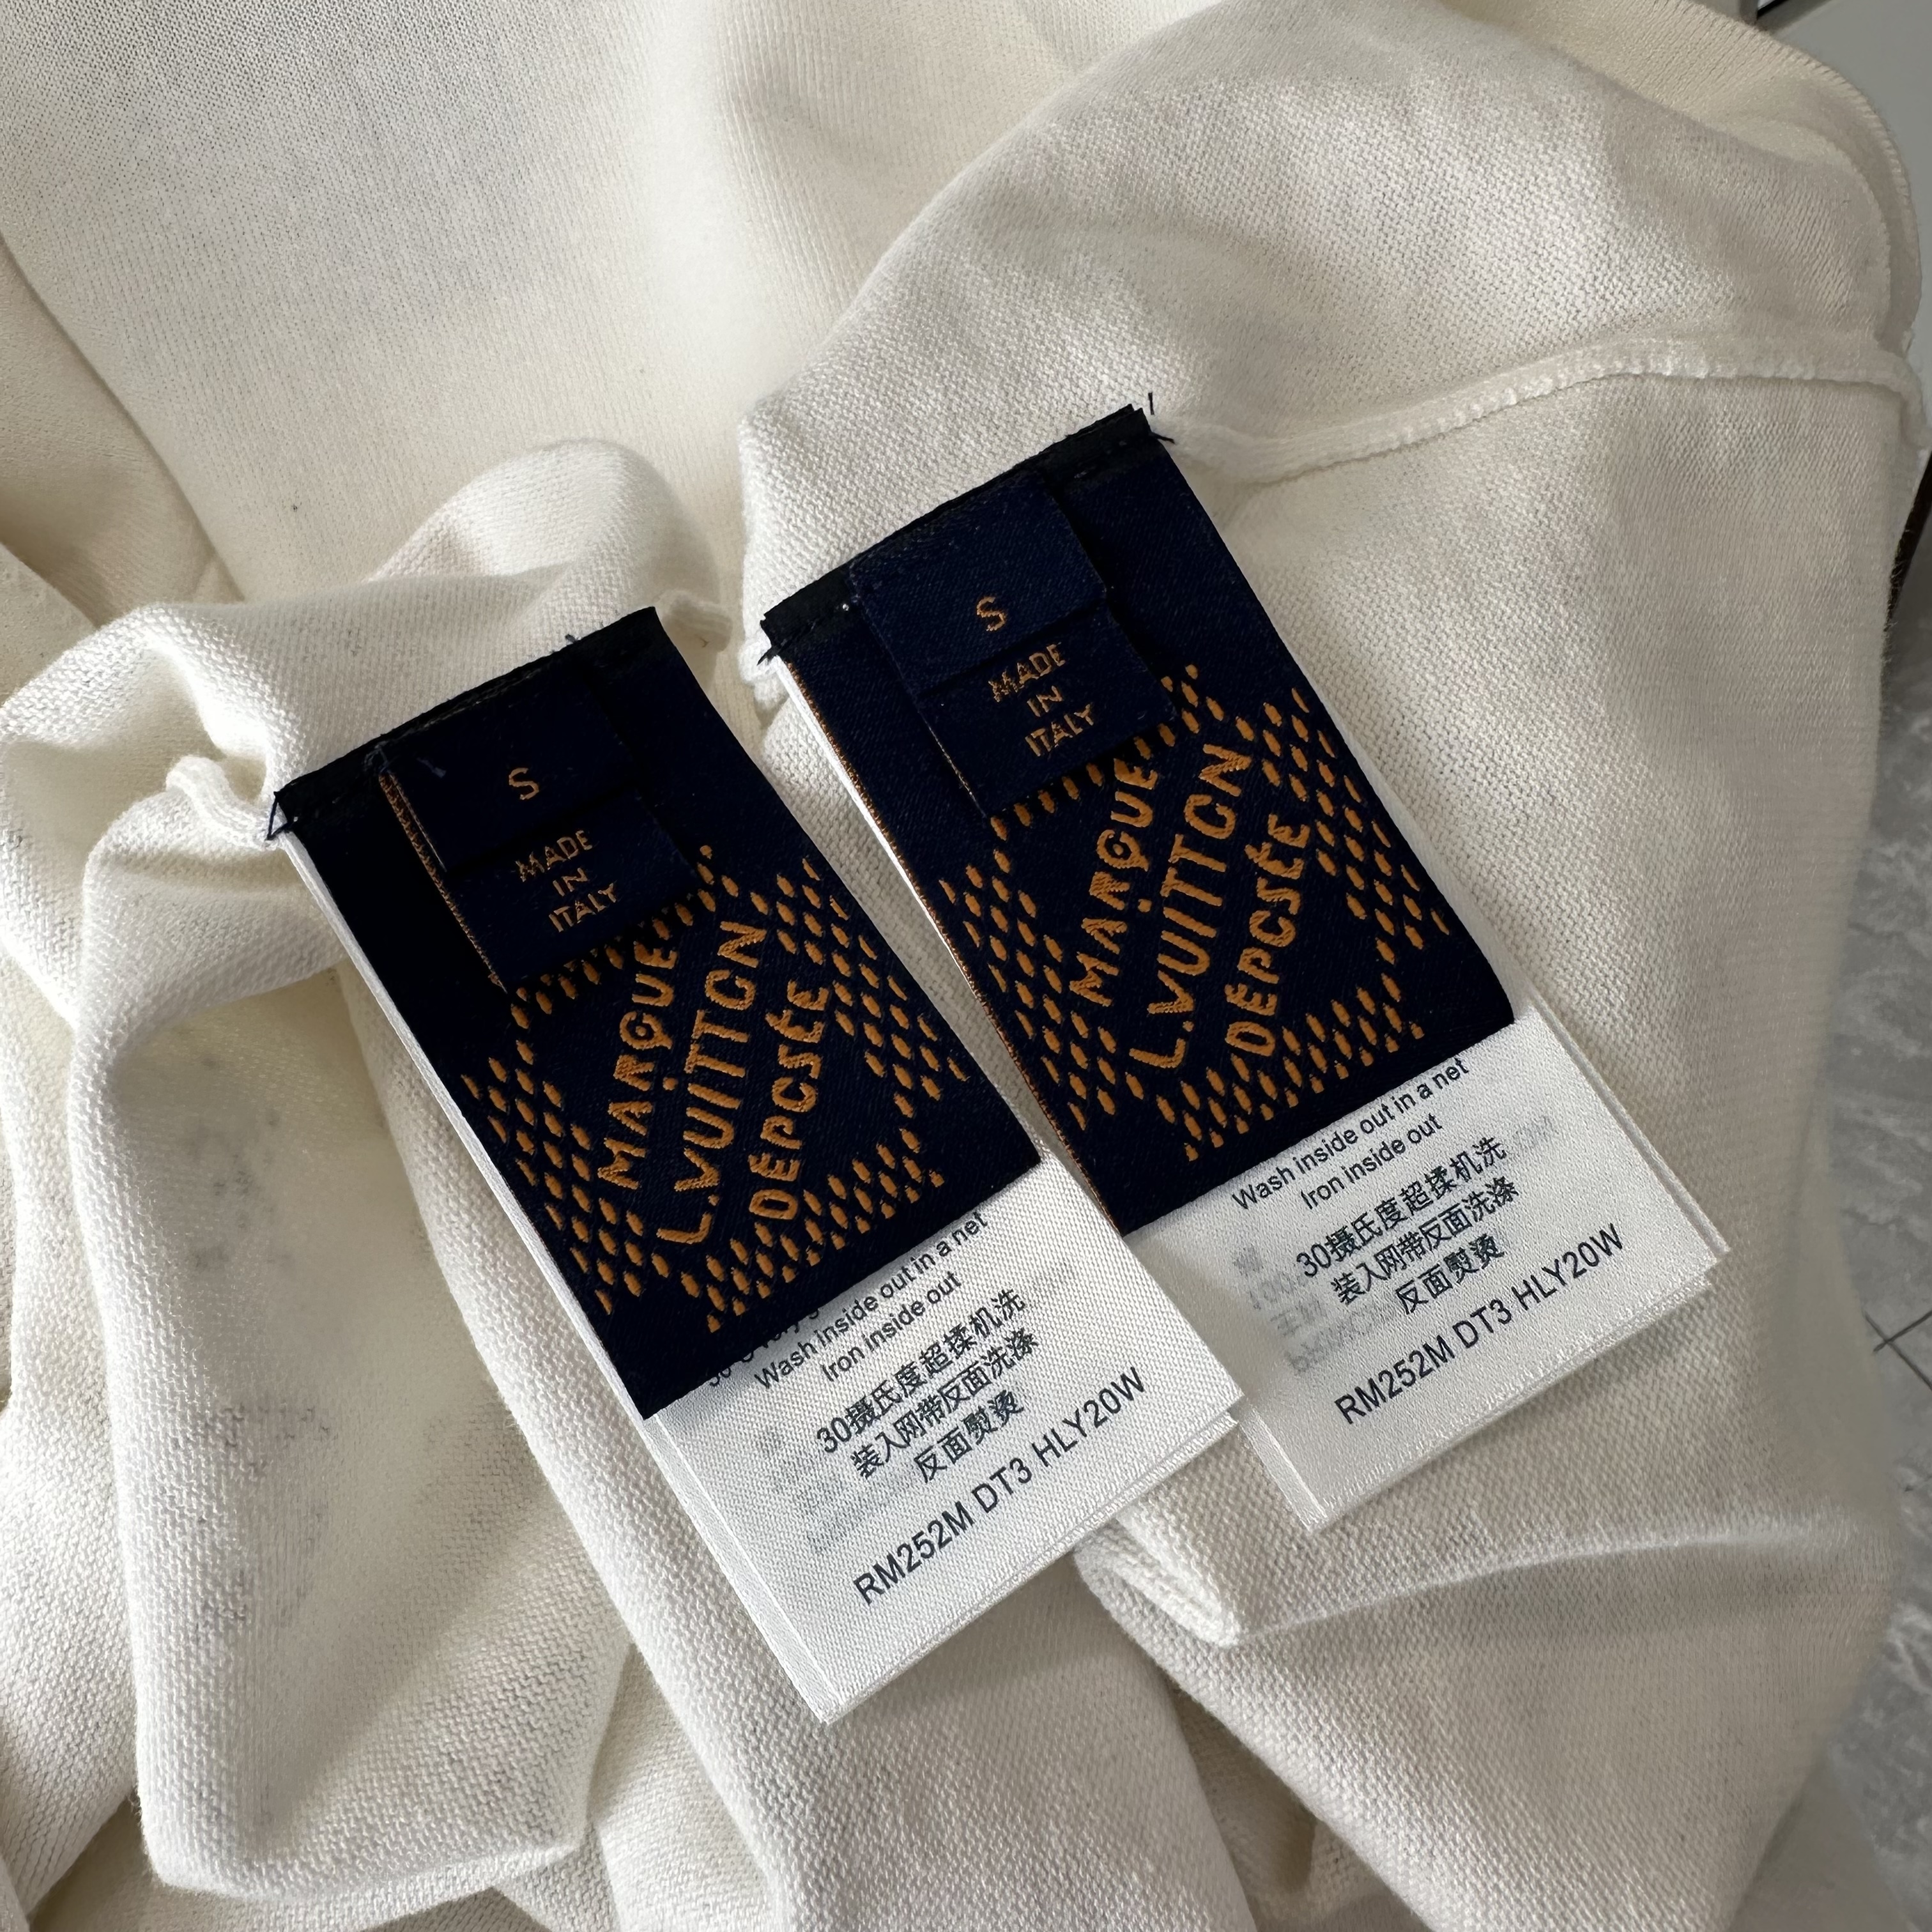 S
MADE
IN
ITALY
MARQUE
L.VUITTON
DÉPOSÉ
Wash inside out in a net
Iron inside out
30摄氏度超揉机洗
装入网带反面洗涤
反面熨烫
RM252M DT3 HLY20W
S
MADE
IN
ITALY
MARQUE
L.VUITTON
DÉPOSÉ
Wash inside out in a net
Iron inside out
30摄氏度超揉机洗
装入网带反面洗涤
反面熨烫
RM252M DT3 HLY20W